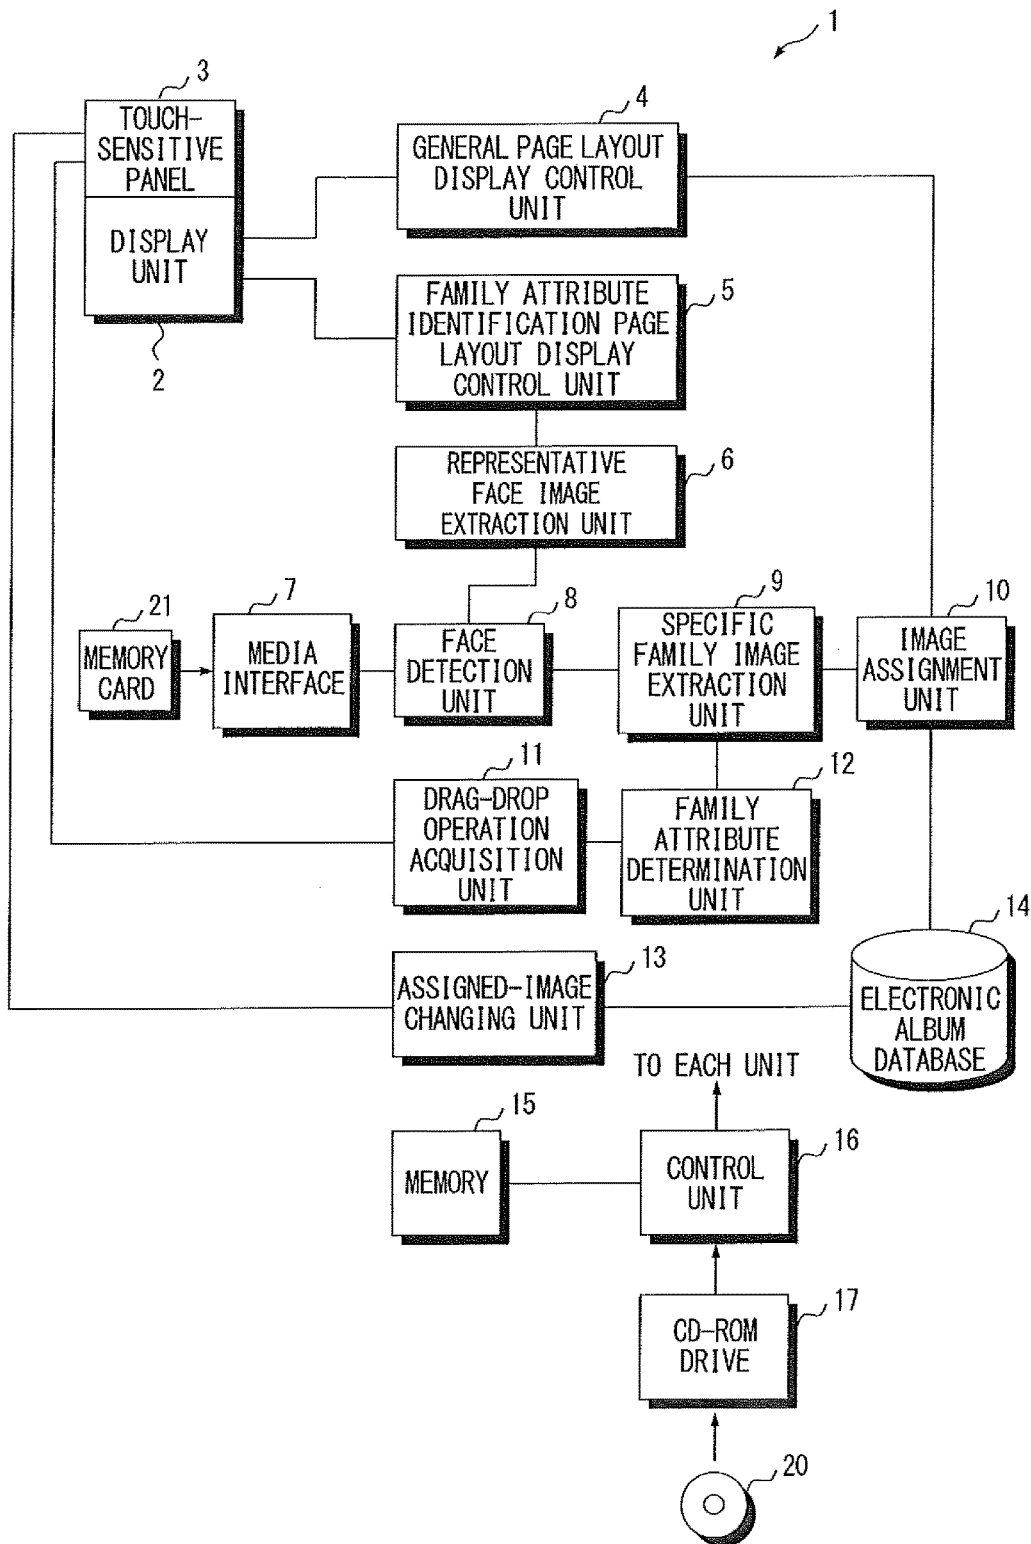 1
3
TOUCH-
SENSITIVE
PANEL
DISPLAY
UNIT
2
4
GENERAL PAGE LAYOUT
DISPLAY CONTROL
UNIT
5
FAMILY ATTRIBUTE
IDENTIFICATION PAGE
LAYOUT DISPLAY
CONTROL UNIT
6
REPRESENTATIVE
FACE IMAGE
EXTRACTION UNIT
21
MEMORY
CARD
7
MEDIA
INTERFACE
8
FACE
DETECTION
UNIT
9
SPECIFIC
FAMILY IMAGE
EXTRACTION
UNIT
10
IMAGE
ASSIGNMENT
UNIT
11
DRAG-DROP
OPERATION
ACQUISITION
UNIT
12
FAMILY
ATTRIBUTE
DETERMINATION
UNIT
13
ASSIGNED-IMAGE
CHANGING UNIT
14
ELECTRONIC
ALBUM
DATABASE
TO EACH UNIT
15
MEMORY
16
CONTROL
UNIT
17
CD-ROM
DRIVE
20